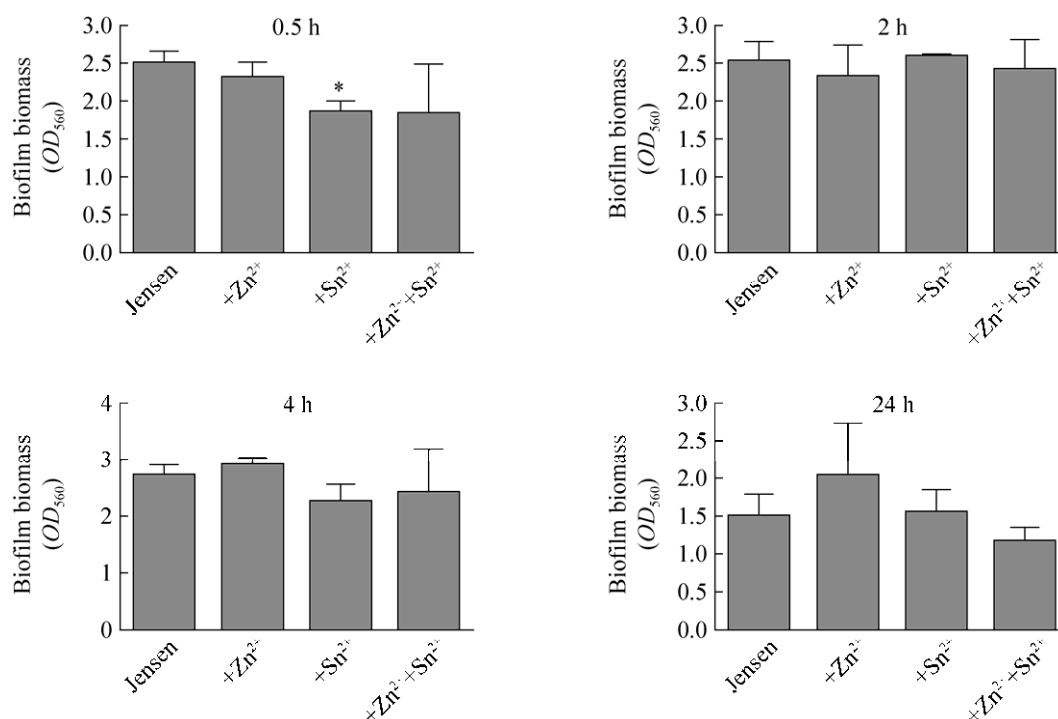 0.5 h
Biofilm biomass
(OD₅₆₀)
3.0
2.5
2.0
1.5
1.0
0.5
0.0
*
Jensen
+Zn²⁺
+Sn²⁺
+Zn²⁺+Sn²⁺
2 h
Biofilm biomass
(OD₅₆₀)
3.0
2.5
2.0
1.5
1.0
0.5
0.0
Jensen
+Zn²⁺
+Sn²⁺
+Zn²⁺+Sn²⁺
4 h
Biofilm biomass
(OD₅₆₀)
4
3
2
1
0
Jensen
+Zn²⁺
+Sn²⁺
+Zn²⁺+Sn²⁺
24 h
Biofilm biomass
(OD₅₆₀)
3.0
2.5
2.0
1.5
1.0
0.5
0.0
Jensen
+Zn²⁺
+Sn²⁺
+Zn²⁺+Sn²⁺